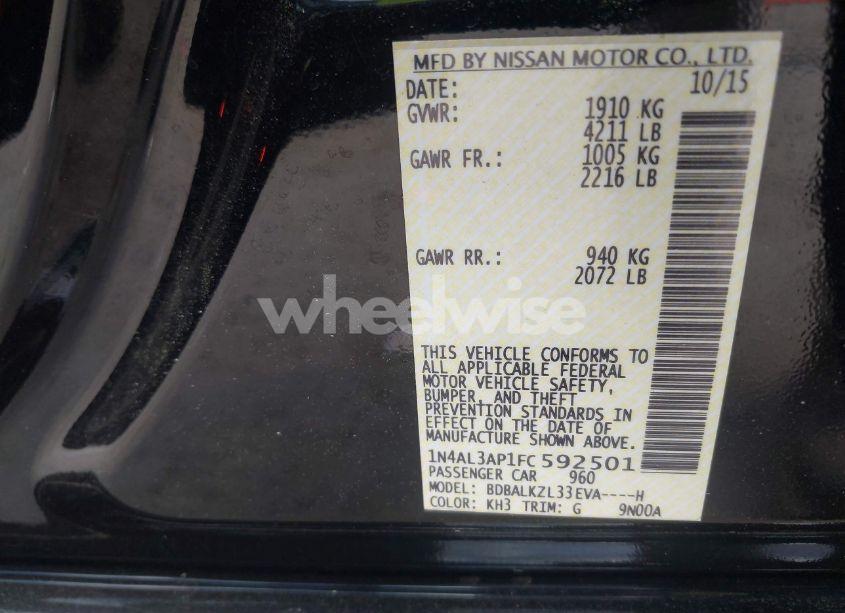 MFD BY NISSAN MOTOR CO., LTD.
DATE: 10/15
GVWR: 1910 KG
4211 LB
GAWR FR.: 1005 KG
2216 LB
GAWR RR.: 940 KG
2072 LB
wheelwise
THIS VEHICLE CONFORMS TO
ALL APPLICABLE FEDERAL
MOTOR VEHICLE SAFETY,
BUMPER, AND THEFT
PREVENTION STANDARDS IN
EFFECT ON THE DATE OF
MANUFACTURE SHOWN ABOVE.
1N4AL3AP1FC592501
PASSENGER CAR 960
MODEL: BDBALKZL33EVA----H
COLOR: KH3 TRIM: G 9N00A